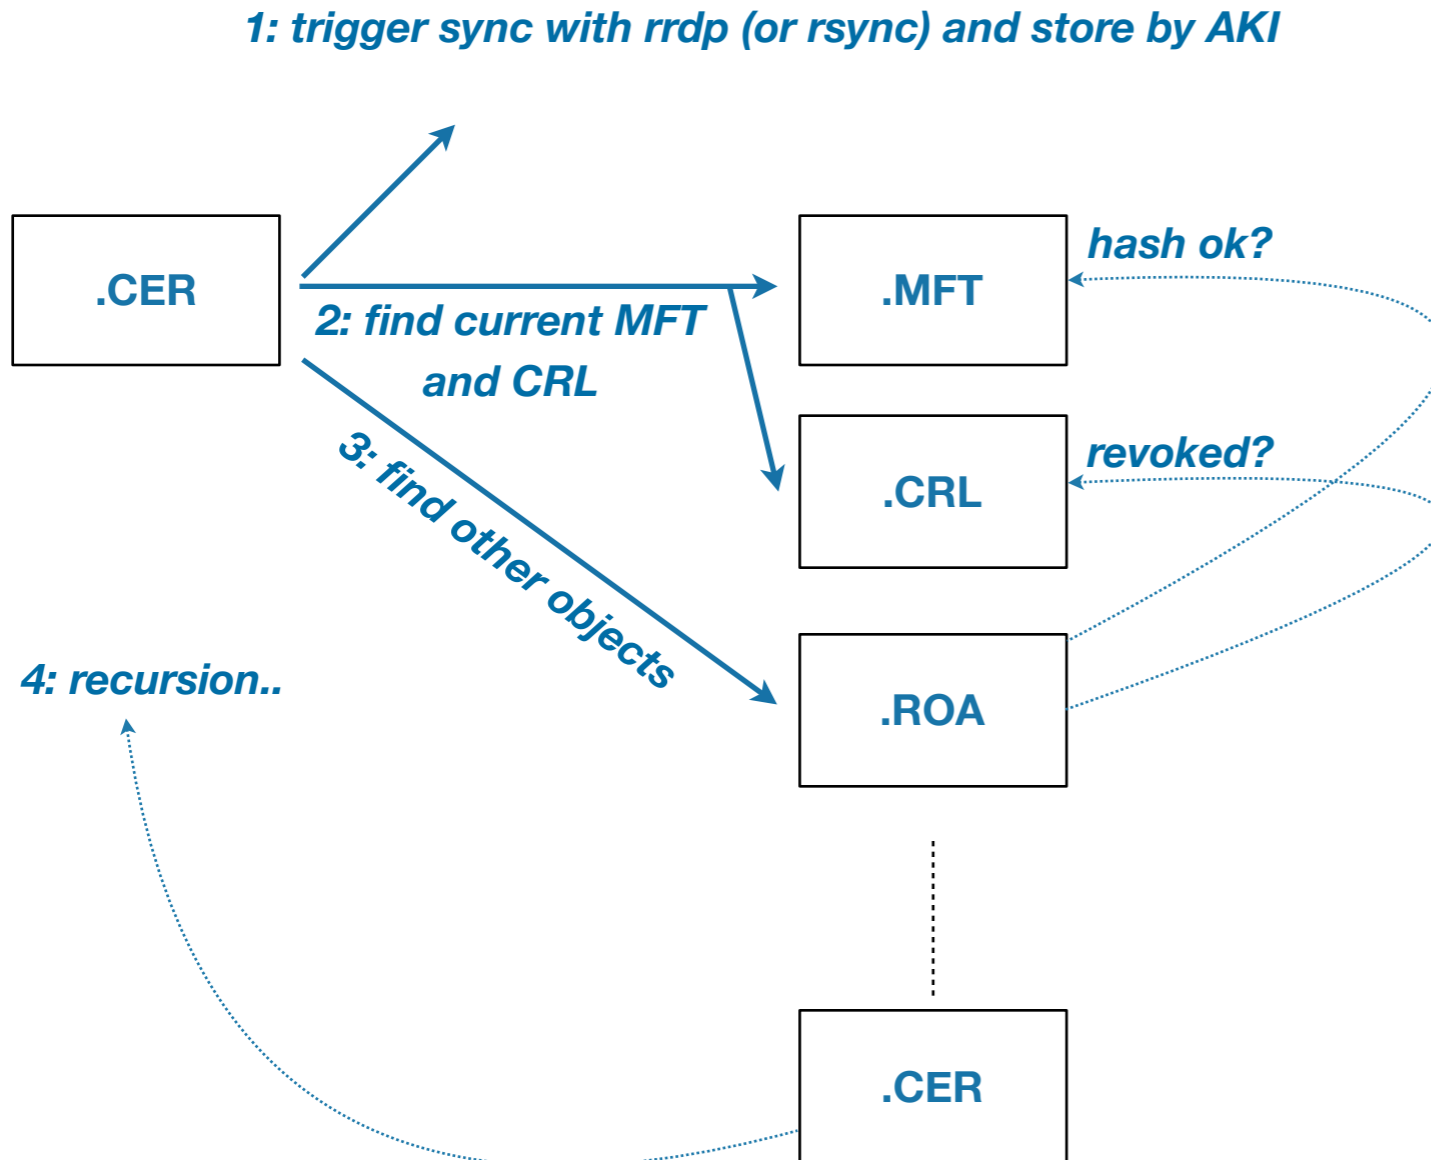 1: trigger sync with rrdp (or rsync) and store by AKI
.CER
.MFT
hash ok?
2: find current MFT
and CRL
.CRL
revoked?
3: find other objects
4: recursion..
.ROA
.CER